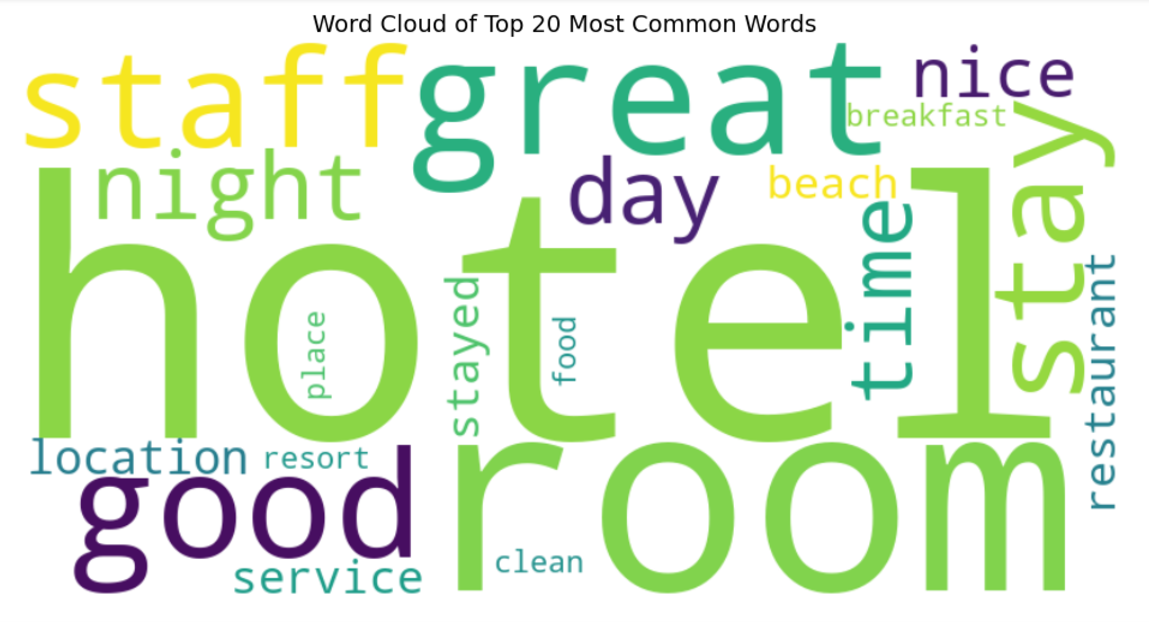 Word Cloud of Top 20 Most Common Words
staff
great
nice
breakfast
night
day
beach
stay
hotel
time
restaurant
place
stayed
food
location
resort
good
room
service
clean